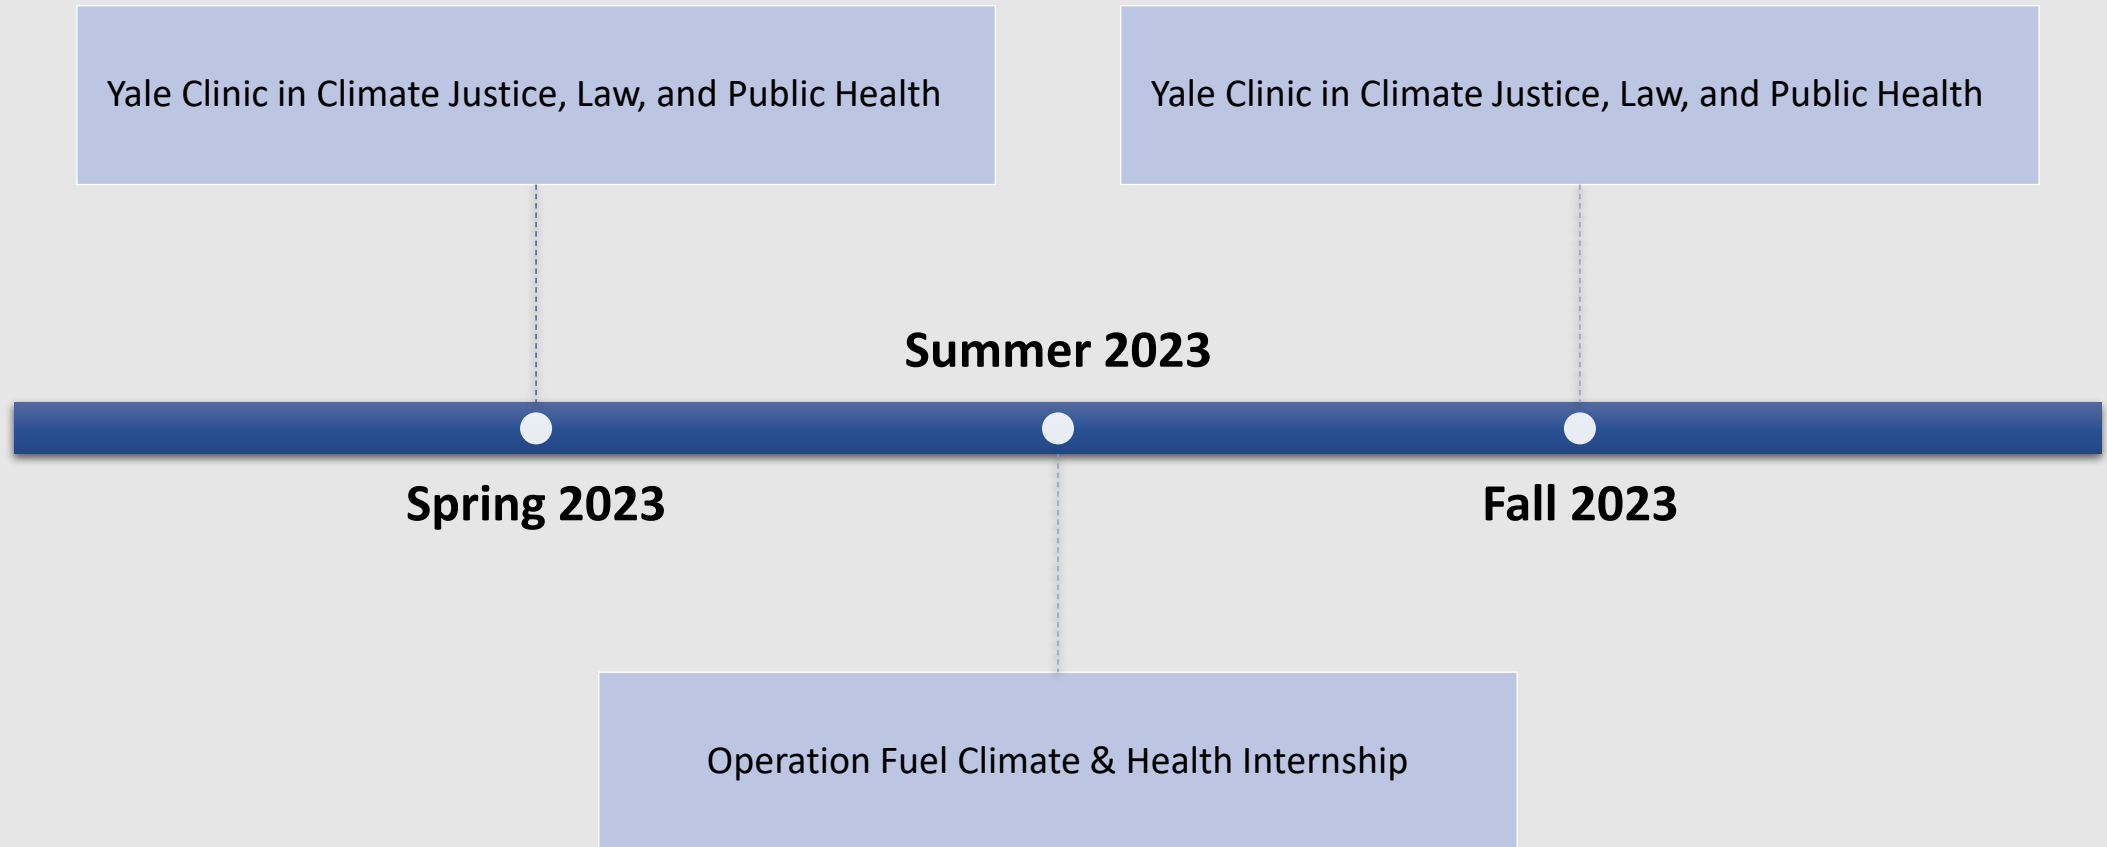 Yale Clinic in Climate Justice, Law, and Public Health
Yale Clinic in Climate Justice, Law, and Public Health
Summer 2023
Spring 2023
Fall 2023
Operation Fuel Climate & Health Internship